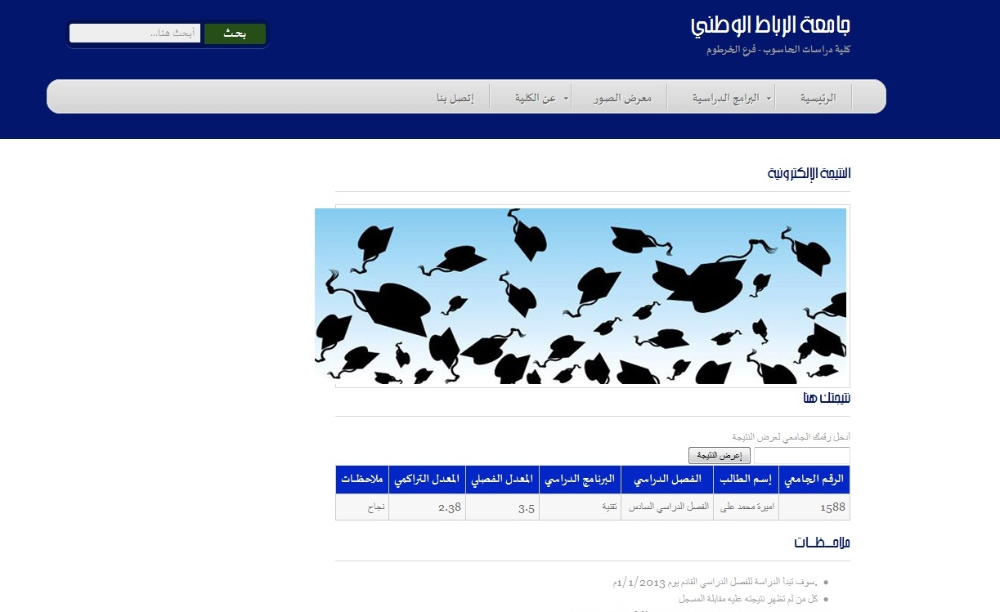 جامعة الرباط الوطني
كلية دراسات الحاسوب - فرع الخرطوم
أبحث هنا... بحث
الرئيسية البرامج الدراسية معرض الصور عن الكلية إتصل بنا
النتيجة الإلكترونية
نتيجتك هنا
أدخل رقمك الجامعي لعرض النتيجة
إعرض النتيجة
الرقم الجامعي إسم الطالب الفصل الدراسي البرنامج الدراسي المعدل الفصلي المعدل التراكمي ملاحظات
1588 اميرة محمد على الفصل الدراسي السادس تقنية 3.5 2.38 نجاح
ملاحـــظـــات
.سوف تبدأ الدراسة للفصل الدراسي القادم يوم 1/1/2013م
كل من لم تظهر نتيجته عليه مقابلة المسجل